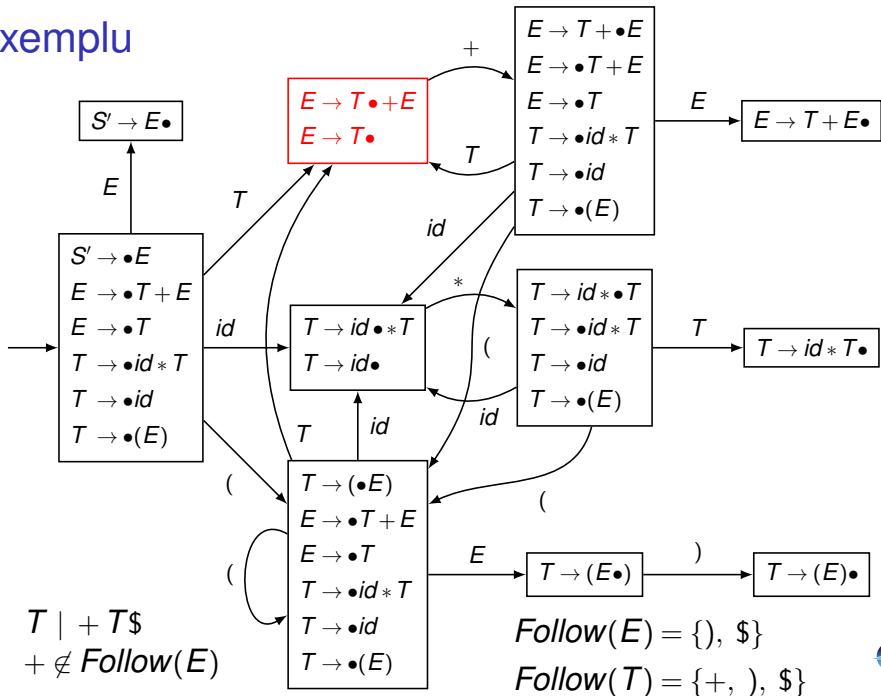 xemplu
S′ → E•
E
S′ → •E
E → •T + E
E → •T
T → •id * T
T → •id
T → •(E)
T
id
(
E → T• + E
E → T•
+
T
E → T + •E
E → •T + E
E → •T
T → •id * T
T → •id
T → •(E)
E
E → T + E•
id
(
T → id• * T
T → id•
*
id
T → id * •T
T → •id * T
T → •id
T → •(E)
T
T → id * T•
(
T
id
(
T → (•E)
E → •T + E
E → •T
T → •id * T
T → •id
T → •(E)
E
T → (E•)
)
T → (E)•
T | + T$
+ ∉ Follow(E)
Follow(E) = {), $}
Follow(T) = {+, ), $}